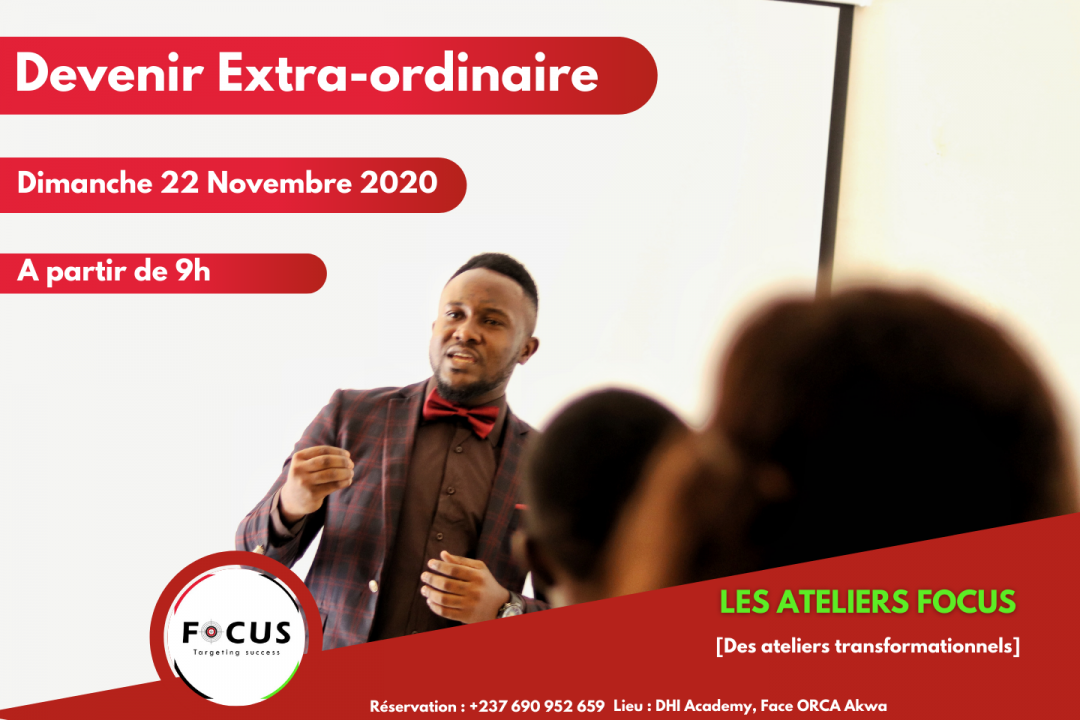 Devenir Extra-ordinaire
Dimanche 22 Novembre 2020
A partir de 9h
FOCUS
Targeting success
LES ATELIERS FOCUS
[Des ateliers transformationnels]
Réservation : +237 690 952 659 Lieu : DHI Academy, Face ORCA Akwa